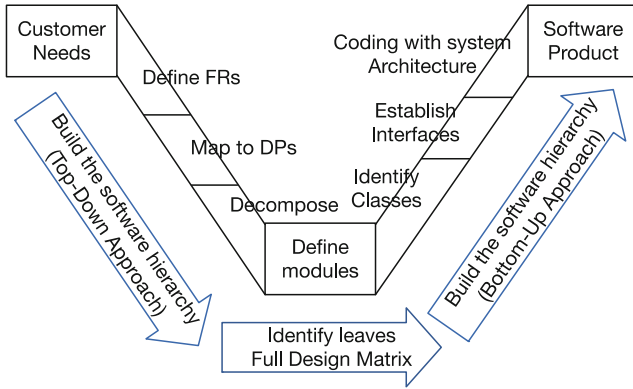 Customer
Needs
Define FRs
Map to DPs
Decompose
Define
modules
Identify
Classes
Establish
Interfaces
Coding with system
Architecture
Software
Product
Build the software hierarchy
(Top-Down Approach)
Identify leaves
Full Design Matrix
Build the software hierarchy
(Bottom-Up Approach)